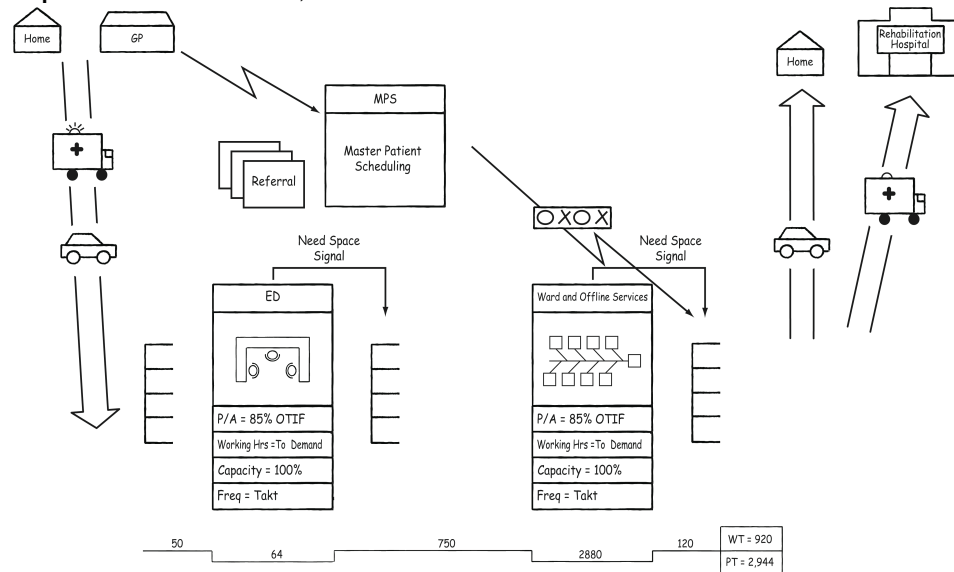 Home
GP
Rehabilitation
Hospital
Home
MPS
Master Patient
Scheduling
Referral
OXOX
Need Space
Signal
Need Space
Signal
ED
Ward and Offline Services
P/A = 85% OTIF
Working Hrs =To Demand
Capacity = 100%
Freq = Takt
P/A = 85% OTIF
Working Hrs =To Demand
Capacity = 100%
Freq = Takt
50
64
750
2880
120
WT = 920
PT = 2,944